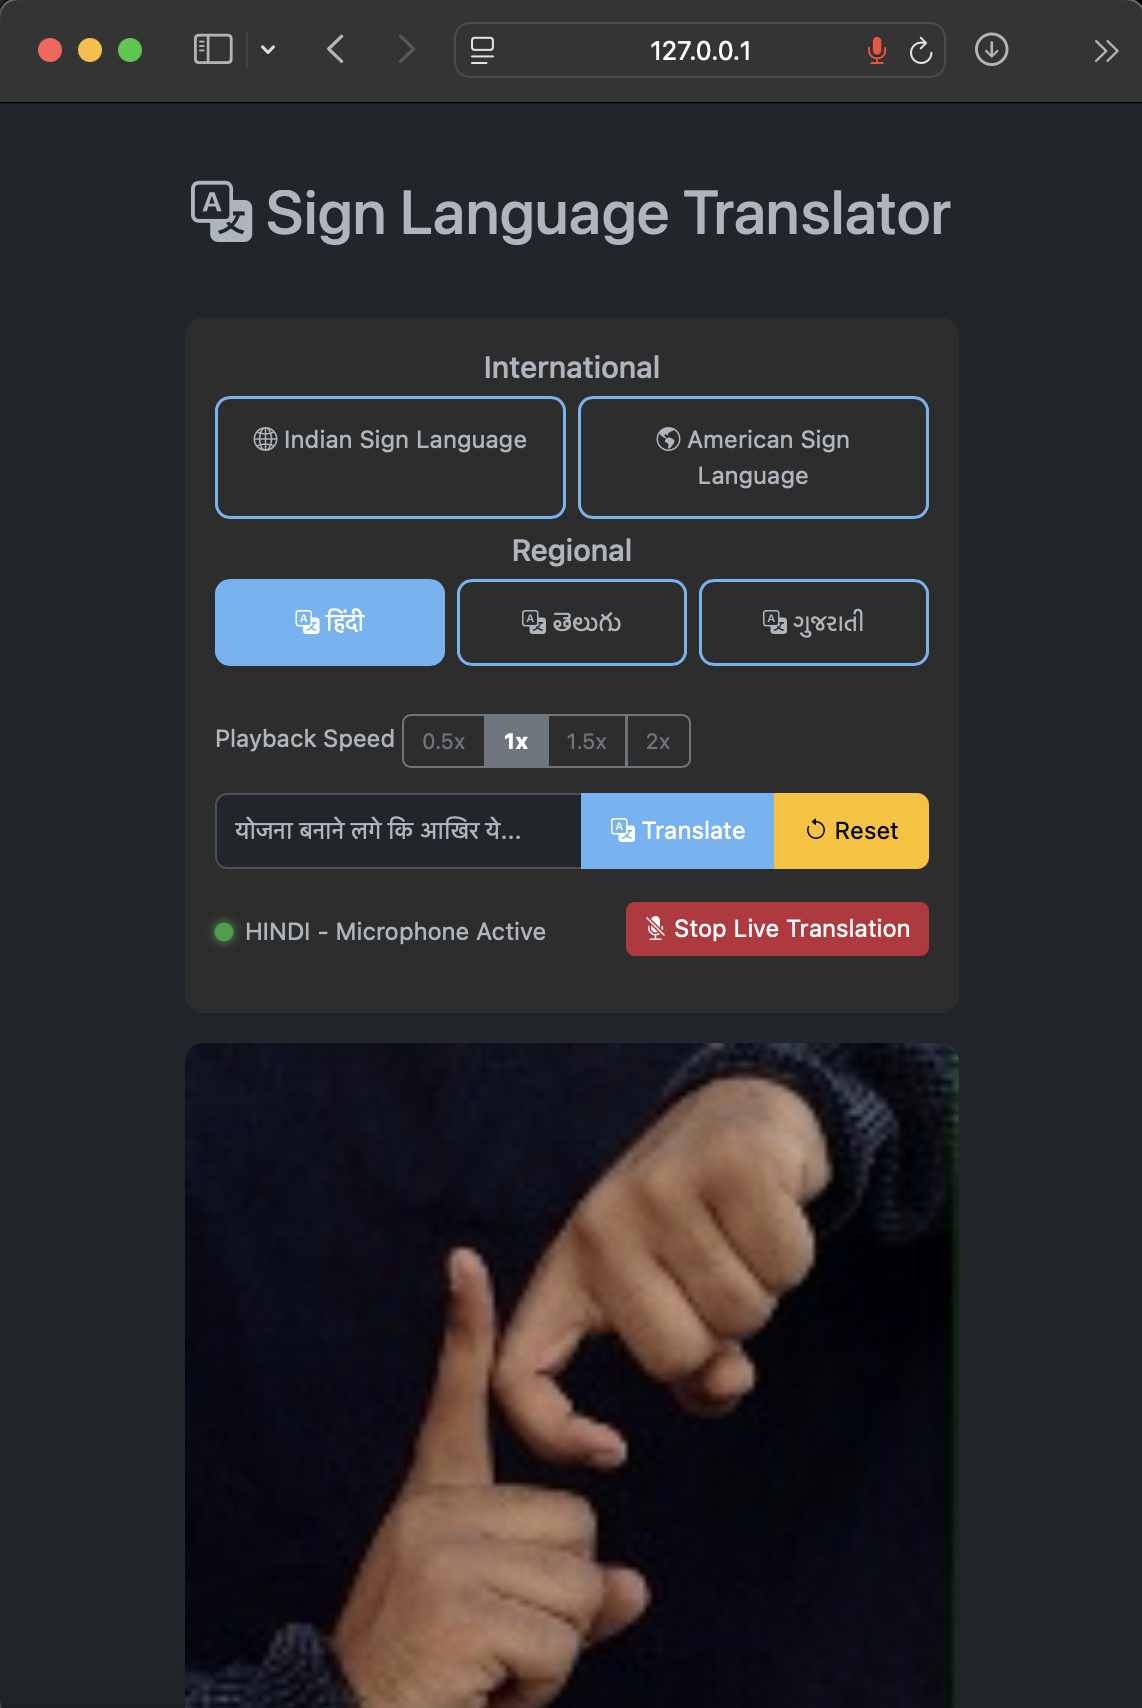 127.0.0.1
Sign Language Translator
International
Indian Sign Language
American Sign
Language
Regional
हिंदी
తెలుగు
ગુજરાતી
Playback Speed 0.5x 1x 1.5x 2x
योजना बनाने लगे कि आखिर ये... Translate Reset
HINDI - Microphone Active Stop Live Translation